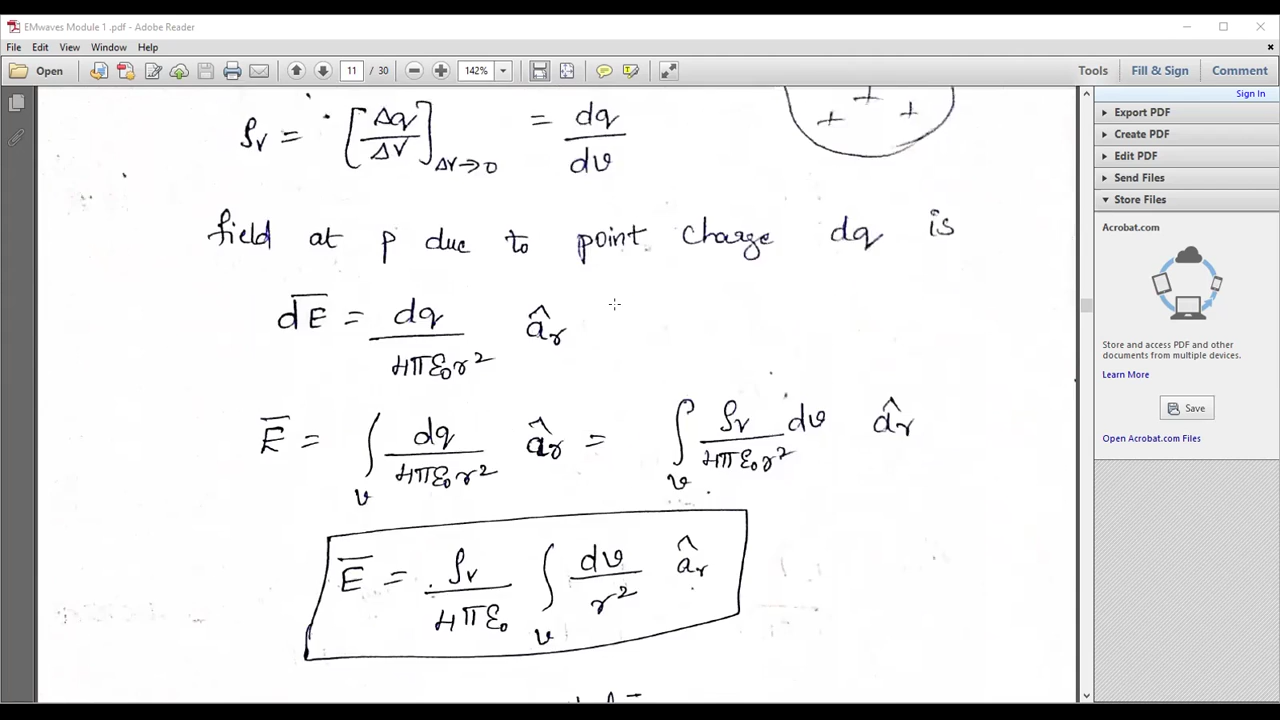 EMwaves Module 1 .pdf - Adobe Reader
File Edit View Window Help
Open 11 / 30 142% Tools Fill & Sign Comment
Sign In
Export PDF
Create PDF
Edit PDF
Send Files
Store Files
Acrobat.com
Store and access PDF and other
documents from multiple devices.
Learn More
Save
Open Acrobat.com Files
ρv = [Δq/Δv]Δv→0 = dq/dv
field at p due to point charge dq is
dE̅ = dq/4πε₀r² âr
E̅ = ∫v dq/4πε₀r² âr = ∫v ρv dv/4πε₀r² âr
E̅ = ρv/4πε₀ ∫v dv/r² âr